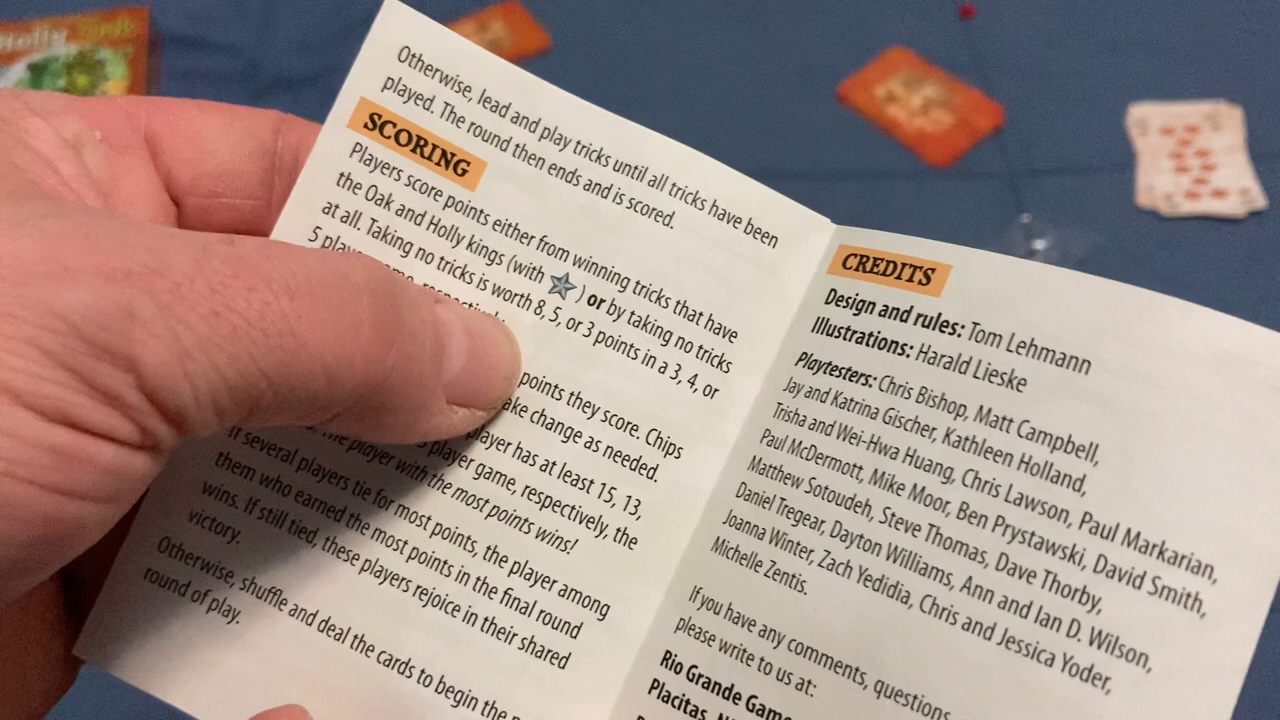 Holly
Otherwise, lead and play tricks until all tricks have been
played. The round then ends and is scored.
SCORING
Players score points either from winning tricks that have
the Oak and Holly kings (with ) or by taking no tricks
at all. Taking no tricks is worth 8, 5, or 3 points in a 3, 4, or
5
points they score. Chips
change as needed.
player has at least 15, 13,
player game, respectively, the
The player with the most points wins!
If several players tie for most points, the player among
them who earned the most points in the final round
wins. If still tied, these players rejoice in their shared
victory.
Otherwise, shuffle and deal the cards to begin the
round of play.
CREDITS
Design and rules: Tom Lehmann
Illustrations: Harald Lieske
Playtesters: Chris Bishop, Matt Campbell,
Jay and Katrina Gischer, Kathleen Holland,
Trisha and Wei-Hwa Huang, Chris Lawson, Paul Markarian,
Paul McDermott, Mike Moor, Ben Prystawski, David Smith,
Matthew Sotoudeh, Steve Thomas, Dave Thorby,
Daniel Tregear, Dayton Williams, Ann and Ian D. Wilson,
Joanna Winter, Zach Yedidia, Chris and Jessica Yoder,
Michelle Zentis.
If you have any comments, questions
please write to us at:
Rio Grande
Placitas,